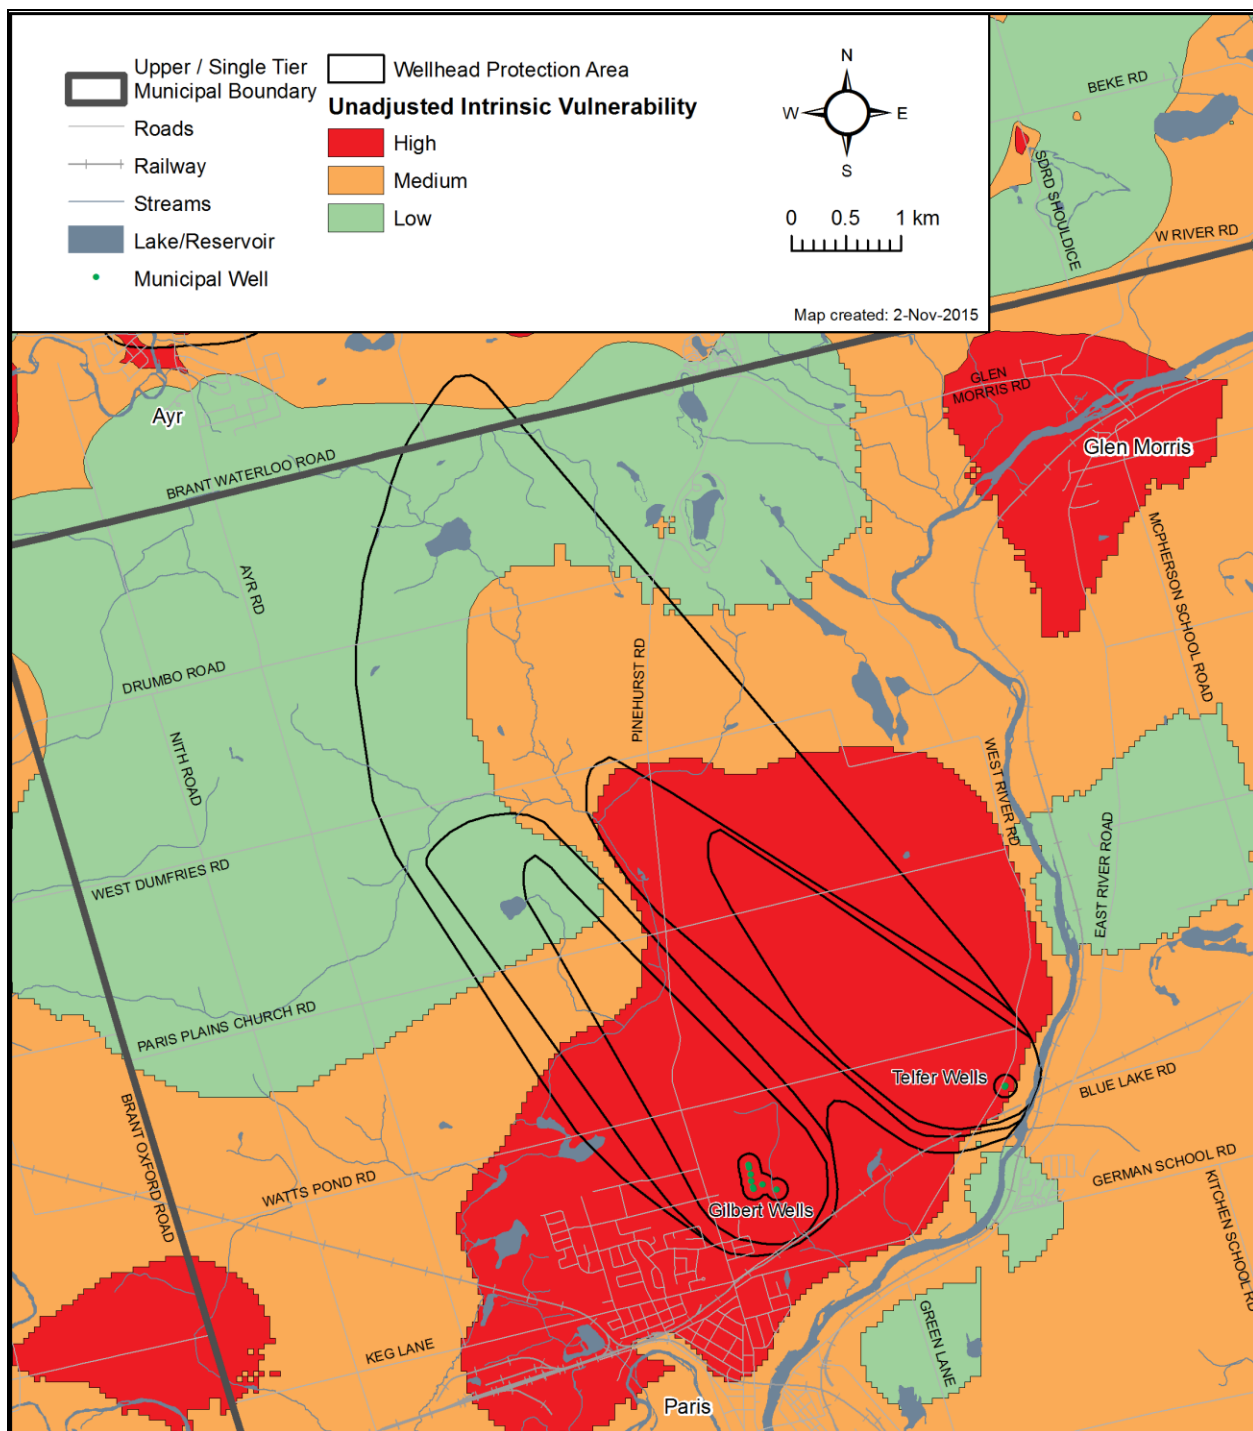 Upper / Single Tier
Municipal Boundary
Roads
Railway
Streams
Lake/Reservoir
Municipal Well
Wellhead Protection Area
Unadjusted Intrinsic Vulnerability
High
Medium
Low
N
W
E
S
0 0.5 1 km
Map created: 2-Nov-2015
BEKE RD
SDRD SHOULDICE
W RIVER RD
GLEN
MORRIS RD
Ayr
Glen Morris
BRANT WATERLOO ROAD
AYR RD
MCPHERSON SCHOOL ROAD
DRUMBO ROAD
PINEHURST RD
NITH ROAD
WEST RIVER RD
WEST DUMFRIES RD
EAST RIVER ROAD
PARIS PLAINS CHURCH RD
Telfer Wells
BLUE LAKE RD
BRANT OXFORD ROAD
WATTS POND RD
GERMAN SCHOOL RD
KITCHEN SCHOOL RD
Gilbert Wells
KEG LANE
GREEN LANE
Paris